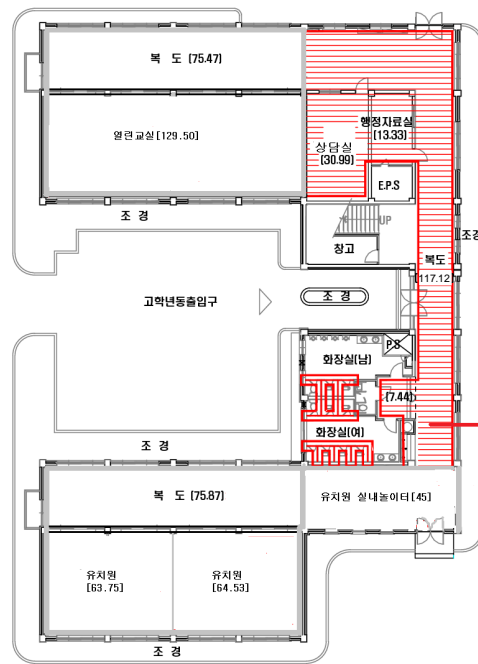 복 도 (75.47)
행정자료실
(13.33)
열린교실[129.50]
상담실
(30.99)
E.P.S
조 경
UP
조경
창고
복도
[117.12]
고학년동출입구
조 경
P.S
화장실(남)
(7.44)
화장실(여)
조 경
복 도 (75.87)
유치원 실내놀이터[45]
유치원
[63.75]
유치원
[64.53]
조 경